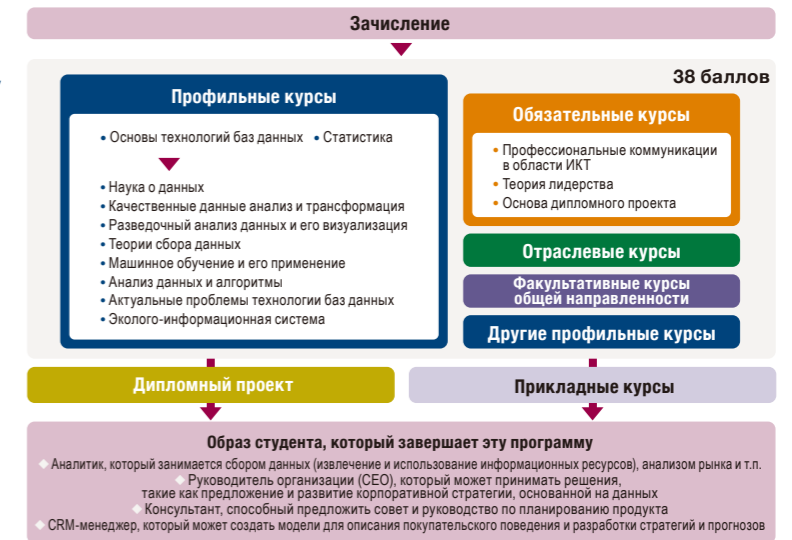 Зачисление
38 баллов
Профильные курсы
• Основы технологий баз данных • Статистика
• Наука о данных
• Качественные данные анализ и трансформация
• Разведочный анализ данных и его визуализация
• Теории сбора данных
• Машинное обучение и его применение
• Анализ данных и алгоритмы
• Актуальные проблемы технологии баз данных
• Эколого-информационная система
Обязательные курсы
• Профессиональные коммуникации
в области ИКТ
• Теория лидерства
• Основа дипломного проекта
Отраслевые курсы
Факультативные курсы
общей направленности
Другие профильные курсы
Дипломный проект
Прикладные курсы
Образ студента, который завершает эту программу
◆ Аналитик, который занимается сбором данных (извлечение и использование информационных ресурсов), анализом рынка и т.п.
◆ Руководитель организации (CEO), который может принимать решения,
такие как предложение и развитие корпоративной стратегии, основанной на данных
◆ Консультант, способный предложить совет и руководство по планированию продукта
◆ CRM-менеджер, который может создать модели для описания покупательского поведения и разработки стратегий и прогнозов